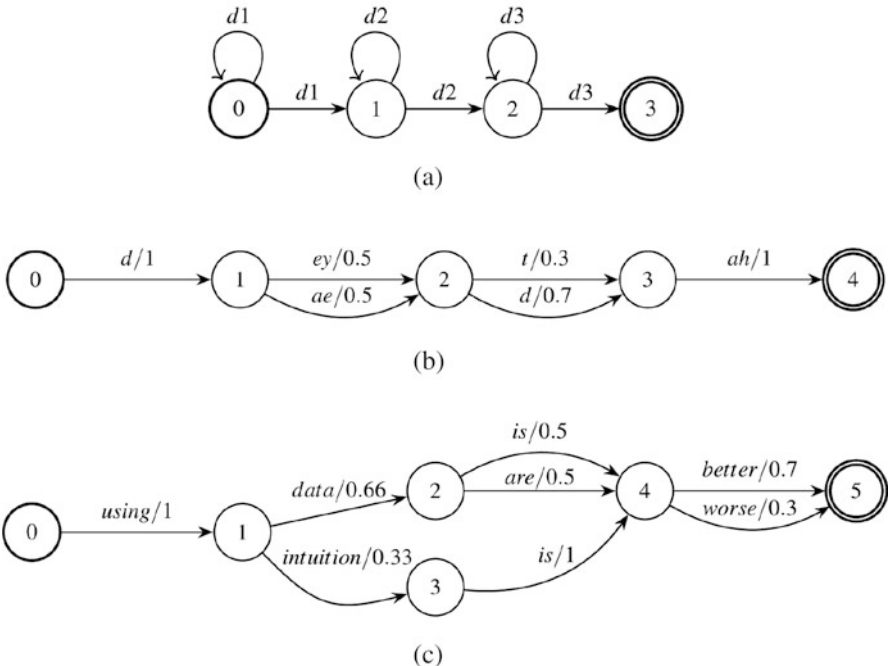 d1 d2 d3
0 d1 1 d2 2 d3 3
(a)
0 d/1 1 ey/0.5 2 t/0.3 3 ah/1 4
ae/0.5 d/0.7
(b)
is/0.5
data/0.66 2 are/0.5 4 better/0.7 5
0 using/1 1 worse/0.3
intuition/0.33 is/1
3
(c)